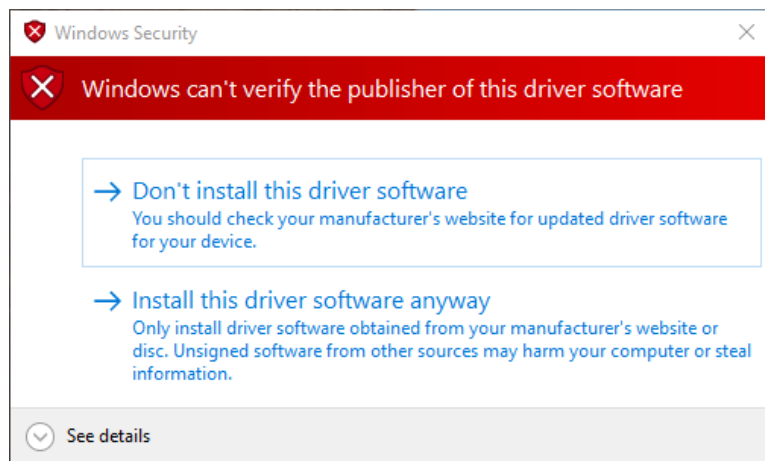 Windows Security
Windows can't verify the publisher of this driver software
Don't install this driver software
You should check your manufacturer's website for updated driver software
for your device.
Install this driver software anyway
Only install driver software obtained from your manufacturer's website or
disc. Unsigned software from other sources may harm your computer or steal
information.
See details